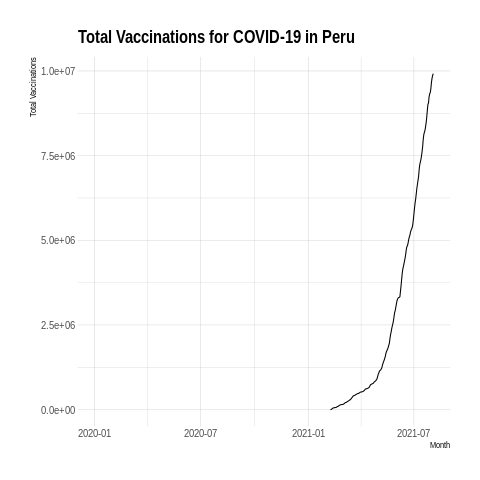 Total Vaccinations for COVID-19 in Peru
Total Vaccinations
1.0e+07
7.5e+06
5.0e+06
2.5e+06
0.0e+00
2020-01 2020-07 2021-01 2021-07
Month